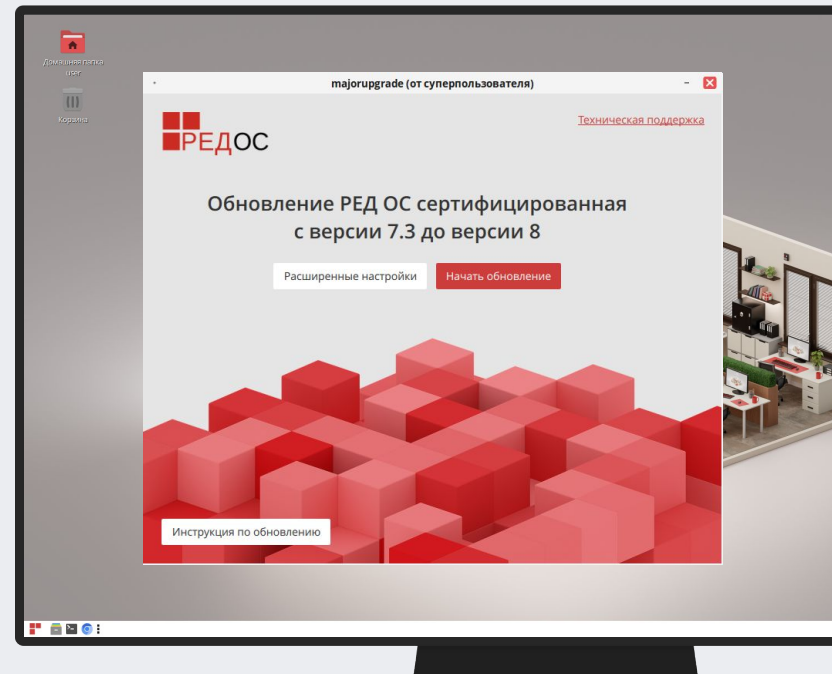 Домашняя папка
user
Корзина
majorupgrade (от суперпользователя)
РЕДОС
Техническая поддержка
Обновление РЕД ОС сертифицированная
с версии 7.3 до версии 8
Расширенные настройки
Начать обновление
Инструкция по обновлению